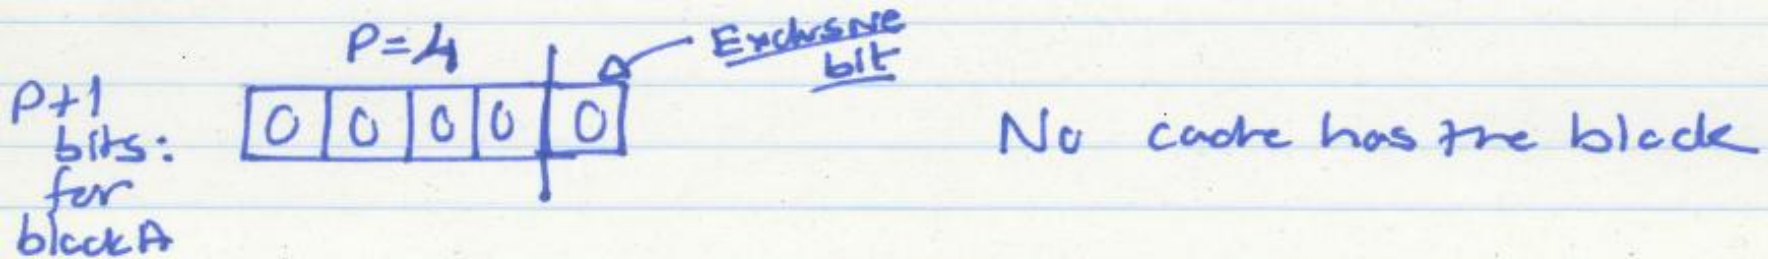 P=4
Exclusive
bit
P+1
bits:
for
block A
0 0 0 0 0
No cache has the block